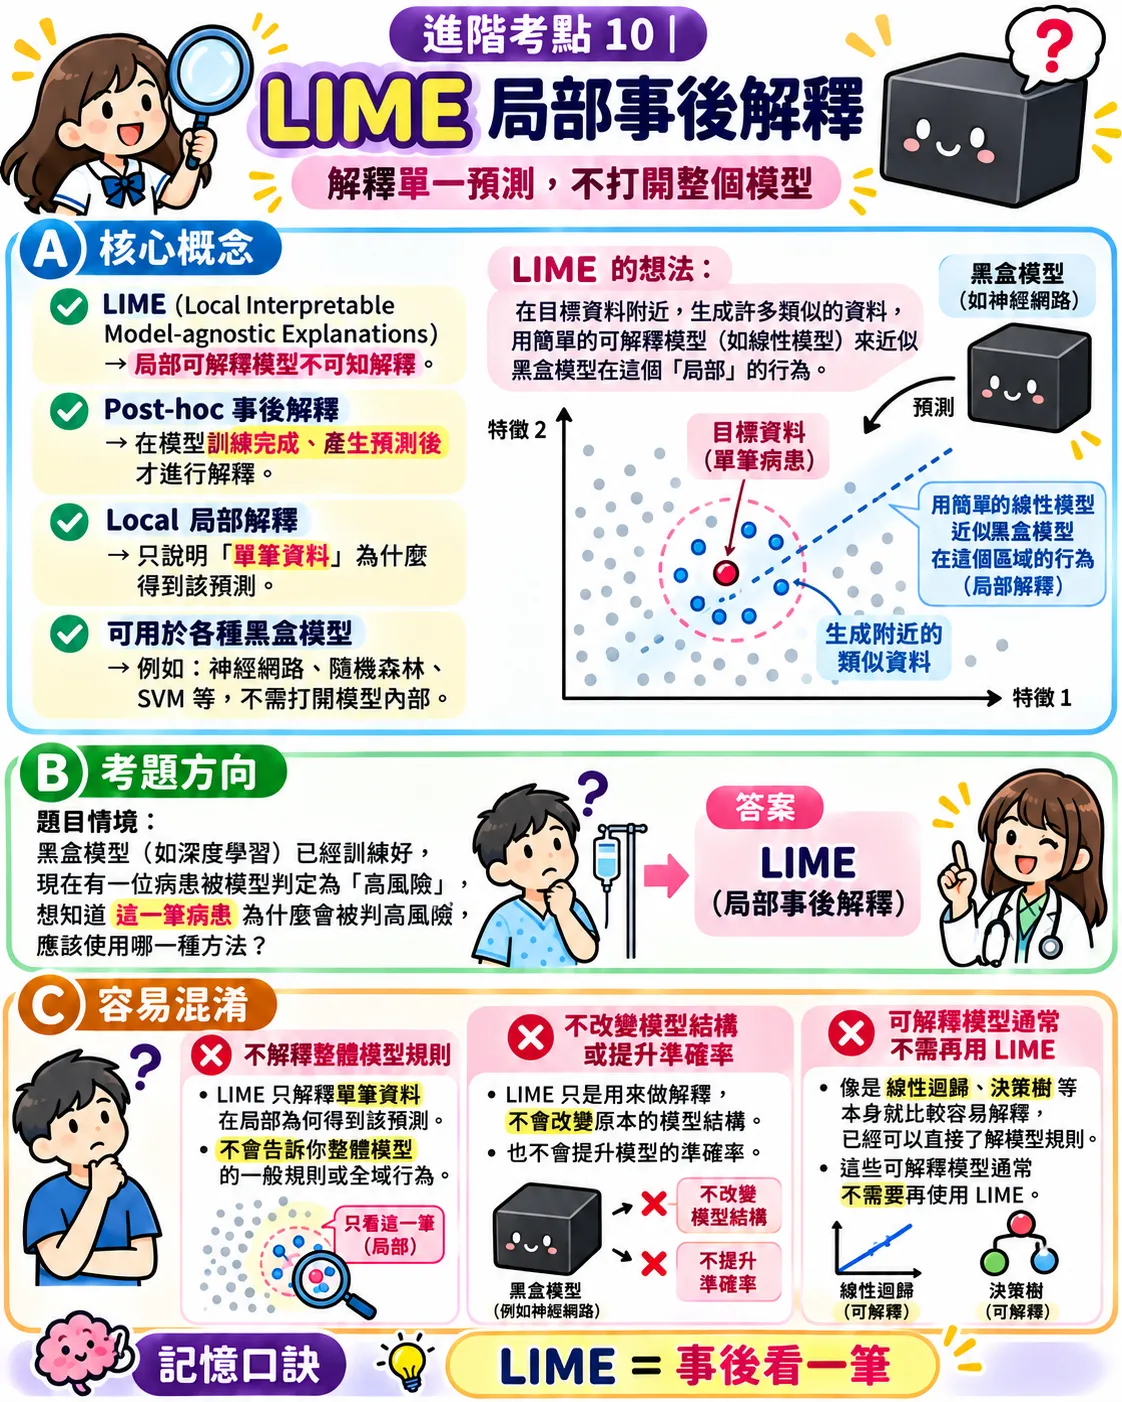 進階考點 10｜
LIME 局部事後解釋
解釋單一預測，不打開整個模型
?
A 核心概念
LIME (Local Interpretable
Model-agnostic Explanations)
→ 局部可解釋模型不可知解釋。
Post-hoc 事後解釋
→ 在模型訓練完成、產生預測後
才進行解釋。
Local 局部解釋
→ 只說明「單筆資料」為什麼
得到該預測。
可用於各種黑盒模型
→ 例如：神經網路、隨機森林、
SVM 等，不需打開模型內部。
LIME 的想法：
在目標資料附近，生成許多類似的資料，
用簡單的可解釋模型（如線性模型）來近似
黑盒模型在這個「局部」的行為。
黑盒模型
（如神經網路）
預測
特徵 2
目標資料
（單筆病患）
用簡單的線性模型
近似黑盒模型
在這個區域的行為
（局部解釋）
生成附近的
類似資料
特徵 1
B 考題方向
題目情境：
黑盒模型（如深度學習）已經訓練好，
現在有一位病患被模型判定為「高風險」，
想知道 這一筆病患 為什麼會被判高風險，
應該使用哪一種方法？
?
答案
LIME
（局部事後解釋）
C 容易混淆
?
不解釋整體模型規則
• LIME 只解釋單筆資料
在局部為何得到該預測。
• 不會告訴你整體模型
的一般規則或全域行為。
只看這一筆
（局部）
不改變模型結構
或提升準確率
• LIME 只是用來做解釋，
不會改變原本的模型結構。
• 也不會提升模型的準確率。
不改變
模型結構
不提升
準確率
黑盒模型
（例如神經網路）
可解釋模型通常
不需再用 LIME
• 像是 線性迴歸、決策樹 等
本身就比較容易解釋，
已經可以直接了解模型規則。
• 這些可解釋模型通常
不需要再使用 LIME。
線性迴歸
（可解釋）
決策樹
（可解釋）
記憶口訣
LIME = 事後看一筆